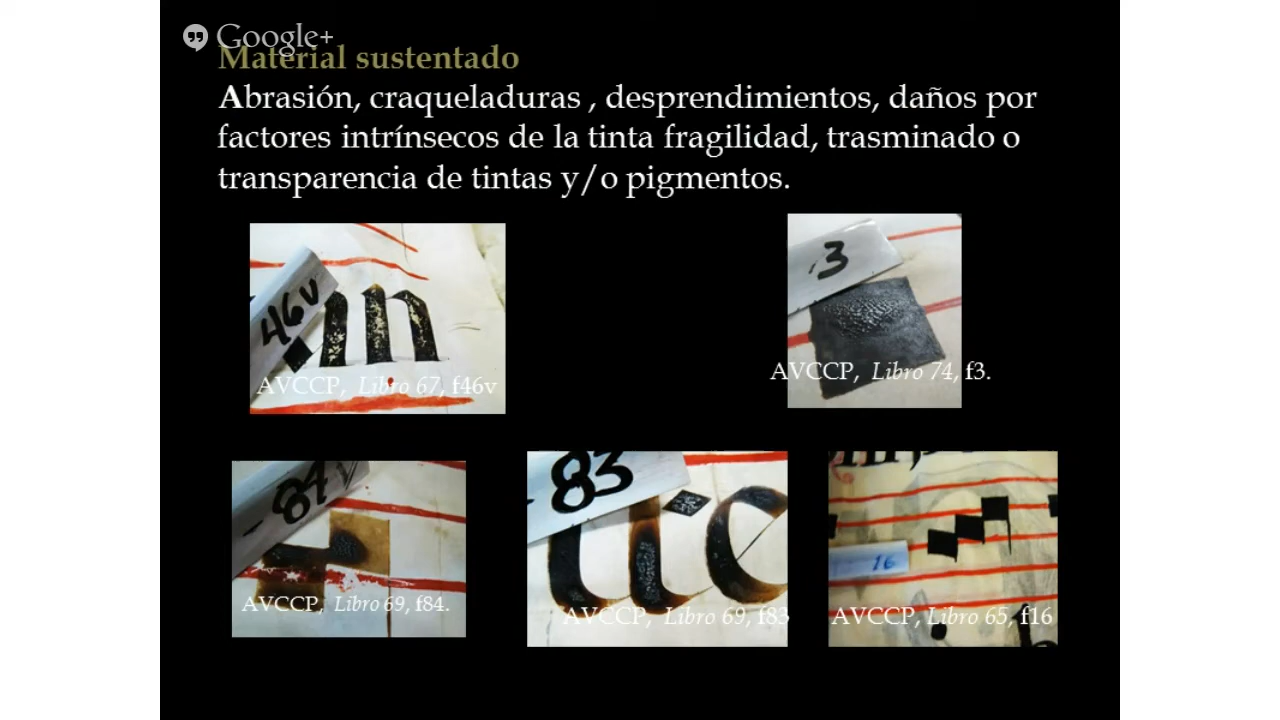 Google+
Material sustentado
Abrasión, craqueladuras , desprendimientos, daños por
factores intrínsecos de la tinta fragilidad, trasminado o
transparencia de tintas y/o pigmentos.
46v
AVCCP, Libro 67, f46v
3
AVCCP, Libro 74, f3.
- 84v
AVCCP, Libro 69, f84.
- 83
AVCCP, Libro 69, f83
16
AVCCP, Libro 65, f16